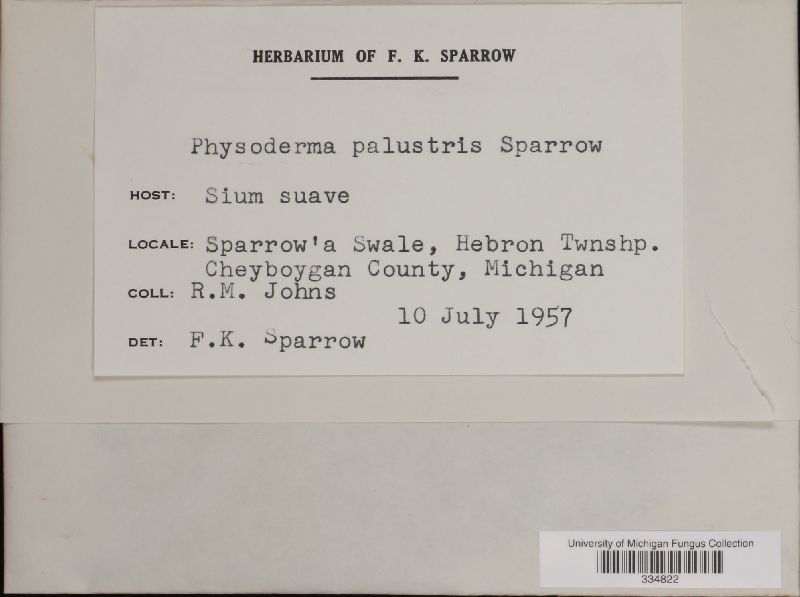 HERBARIUM OF F. K. SPARROW
Physoderma palustris Sparrow
HOST: Sium suave
LOCALE: Sparrow'a Swale, Hebron Twnshp.
Cheyboygan County, Michigan
COLL: R.M. Johns
10 July 1957
DET: F.K. Sparrow
University of Michigan Fungus Collection
334822